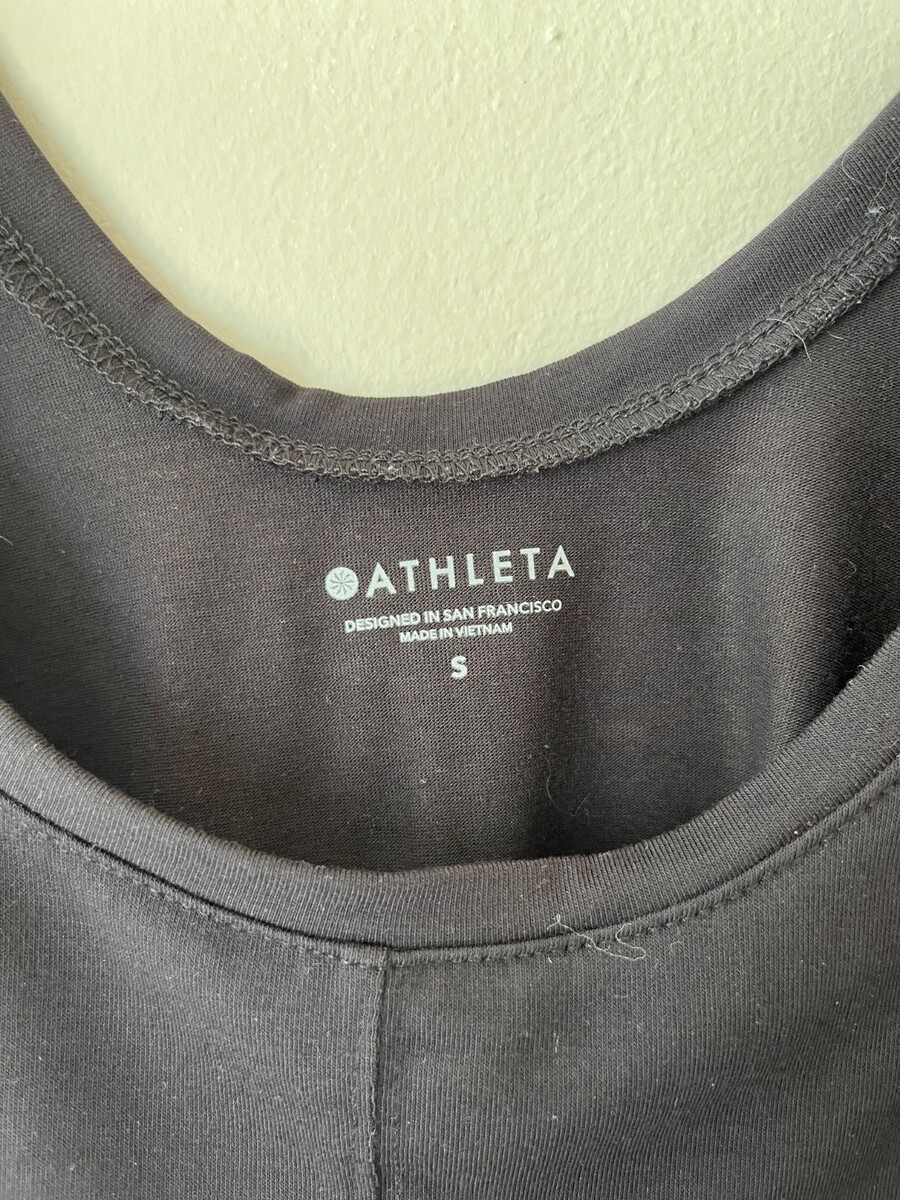 ATHLETA
DESIGNED IN SAN FRANCISCO
MADE IN VIETNAM
S